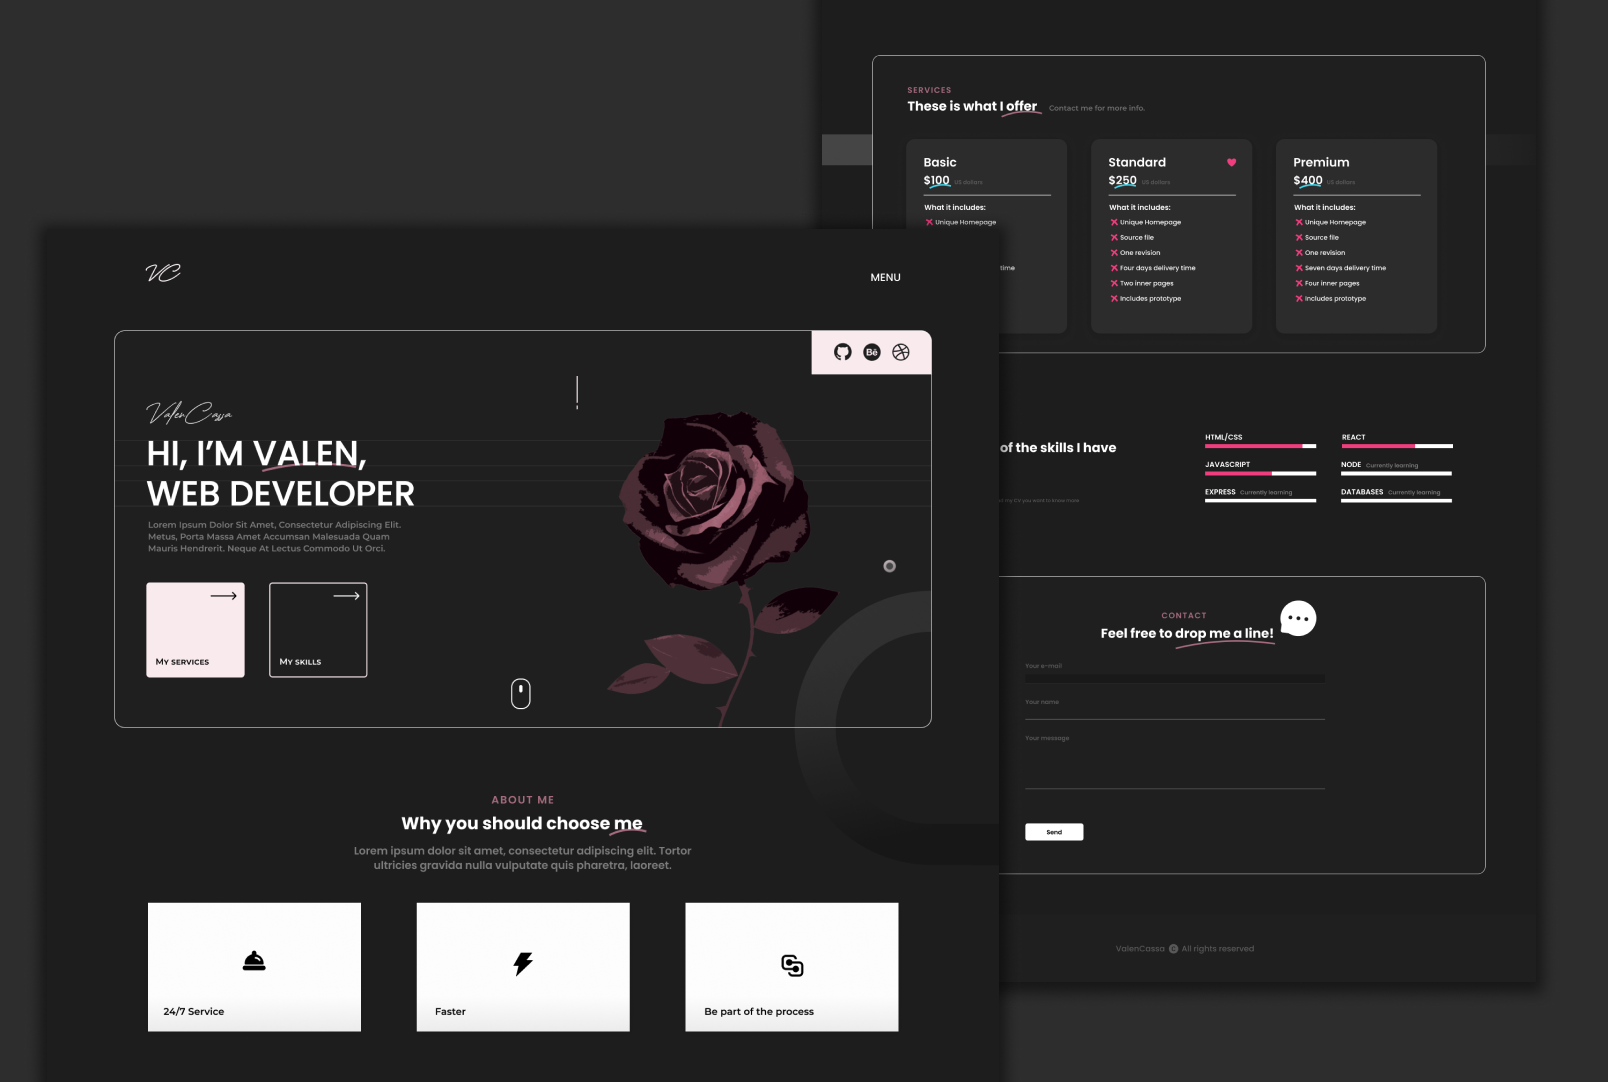 SERVICES
These is what I offer
Contact me for more info.
Basic
$100 US dollars
What it includes:
Unique Homepage
time
Standard
$250 US dollars
What it includes:
Unique Homepage
Source file
One revision
Four days delivery time
Two inner pages
Includes prototype
Premium
$400 US dollars
What it includes:
Unique Homepage
Source file
One revision
Seven days delivery time
Four inner pages
Includes prototype
of the skills I have
my CV you want to know more
HTML/CSS
REACT
JAVASCRIPT
NODE Currently learning
EXPRESS Currently learning
DATABASES Currently learning
CONTACT
Feel free to drop me a line!
Your e-mail
Your name
Your message
Send
ValenCassa C All rights reserved
VC
MENU
Bē
ValenCassa
HI, I'M VALEN,
WEB DEVELOPER
Lorem Ipsum Dolor Sit Amet, Consectetur Adipiscing Elit.
Metus, Porta Massa Amet Accumsan Malesuada Quam
Mauris Hendrerit. Neque At Lectus Commodo Ut Orci.
MY SERVICES
MY SKILLS
ABOUT ME
Why you should choose me
Lorem ipsum dolor sit amet, consectetur adipiscing elit. Tortor
ultricies gravida nulla vulputate quis pharetra, laoreet.
24/7 Service
Faster
Be part of the process